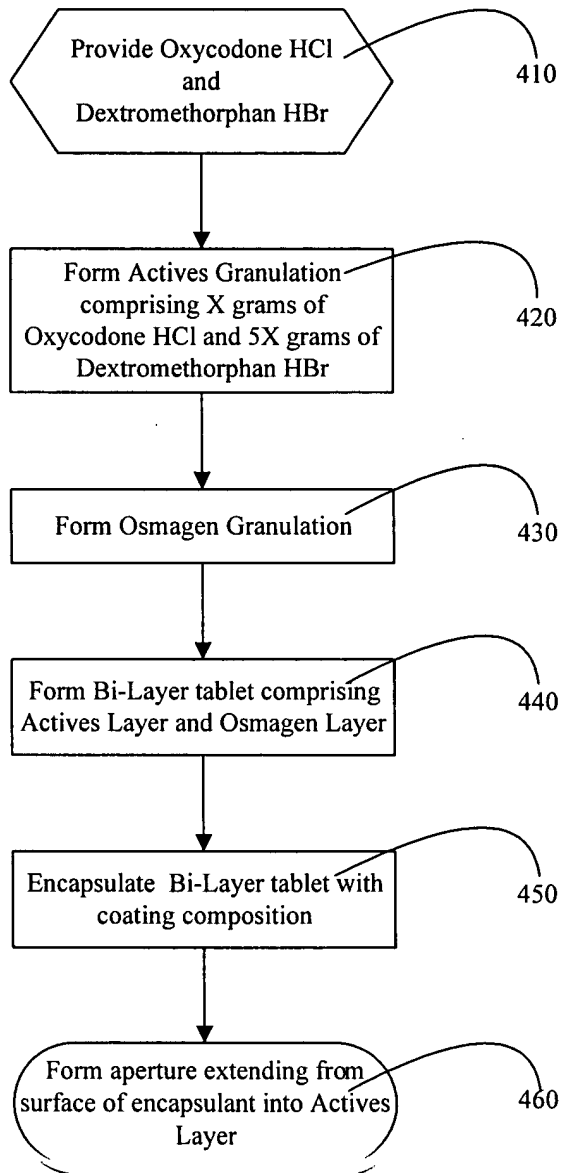 Provide Oxycodone HCl
and
Dextromethorphan HBr
410
Form Actives Granulation
comprising X grams of
Oxycodone HCl and 5X grams of
Dextromethorphan HBr
420
Form Osmagen Granulation
430
Form Bi-Layer tablet comprising
Actives Layer and Osmagen Layer
440
Encapsulate Bi-Layer tablet with
coating composition
450
Form aperture extending from
surface of encapsulant into Actives
Layer
460